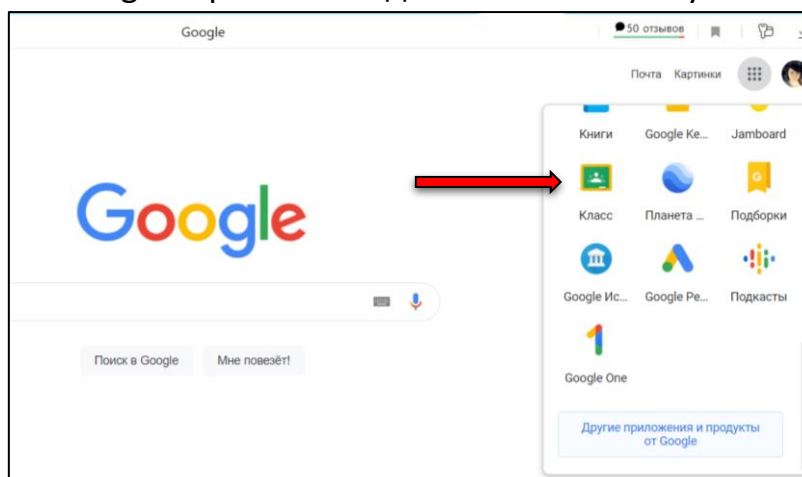 Google
50 отзывов
Почта Картинки
Книги Google Ke... Jamboard
Google
Класс Планета ... Подборки
Google Ис... Google Ре... Подкасты
Поиск в Google Мне повезёт!
Google One
Другие приложения и продукты
от Google